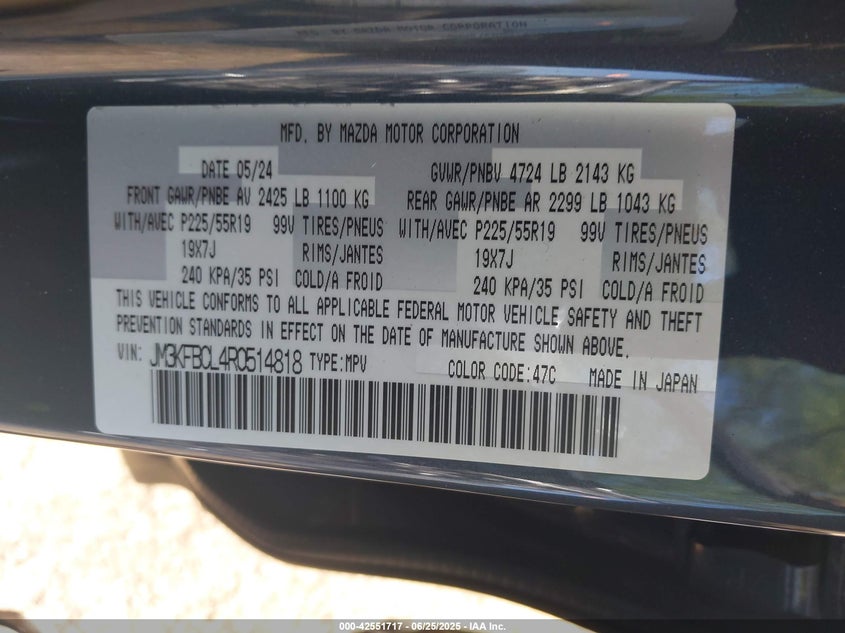 MFD. BY MAZDA MOTOR CORPORATION
MFD. BY MAZDA MOTOR CORPORATION
DATE 05/24 GVWR/PNBV 4724 LB 2143 KG
FRONT GAWR/PNBE AV 2425 LB 1100 KG REAR GAWR/PNBE AR 2299 LB 1043 KG
WITH/AVEC P225/55R19 99V TIRES/PNEUS WITH/AVEC P225/55R19 99V TIRES/PNEUS
19X7J RIMS/JANTES 19X7J RIMS/JANTES
240 KPA/35 PSI COLD/A FROID 240 KPA/35 PSI COLD/A FROID
THIS VEHICLE CONFORMS TO ALL APPLICABLE FEDERAL MOTOR VEHICLE SAFETY AND THEFT
PREVENTION STANDARDS IN EFFECT ON THE DATE OF MANUFACTURE SHOWN ABOVE.
VIN: JM3KFBCL4R0514818 TYPE:MPV COLOR CODE:47C MADE IN JAPAN
000-42551717 - 06/25/2025 - IAA Inc.